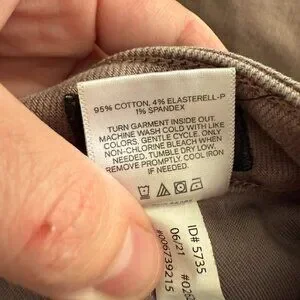 95% COTTON, 4% ELASTERELL-P
1% SPANDEX
TURN GARMENT INSIDE OUT.
MACHINE WASH COLD WITH LIKE
COLORS. GENTLE CYCLE. ONLY
NON-CHLORINE BLEACH WHEN
NEEDED. TUMBLE DRY LOW.
REMOVE PROMPTLY. COOL IRON
IF NEEDED.
ID# 5735
06/21
#006739215